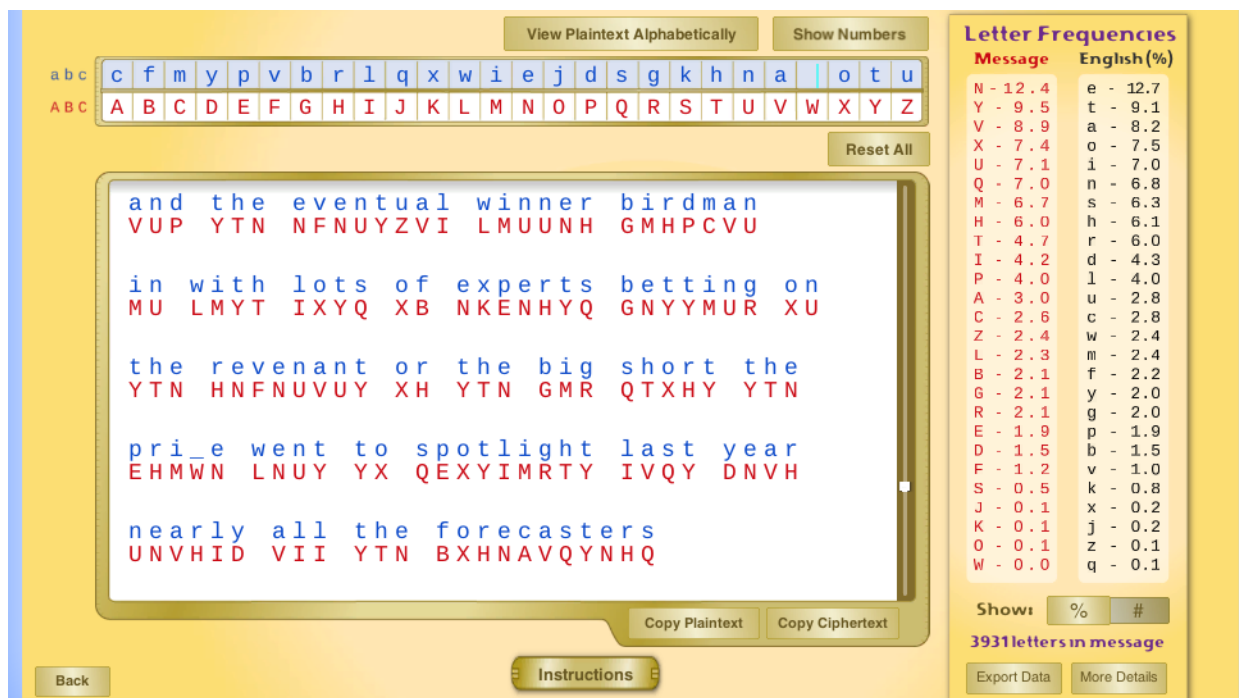 View Plaintext Alphabetically Show Numbers
abc c f m y p v b r l q x w i e j d s g k h n a o t u
ABC A B C D E F G H I J K L M N O P Q R S T U V W X Y Z
Reset All
and the eventual winner birdman
VUP YTN NFNUYZVI LMUUNH GMHPCVU
in with lots of experts betting on
MU LMYT IXYQ XB NKENHYQ GNYYMUR XU
the revenant or the big short the
YTN HNFNUVUY XH YTN GMR QTXHY YTN
pri_e went to spotlight last year
EHMWN LNUY YX QEXYIMRTY IVQY DNVH
nearly all the forecasters
UNVHID VII YTN BXHNAVQYNHQ
Copy Plaintext Copy Ciphertext
Instructions
Back
Letter Frequencies
Message English (%)
N - 12.4 e - 12.7
Y - 9.5 t - 9.1
V - 8.9 a - 8.2
X - 7.4 o - 7.5
U - 7.1 i - 7.0
Q - 7.0 n - 6.8
M - 6.7 s - 6.3
H - 6.0 h - 6.1
T - 4.7 r - 6.0
I - 4.2 d - 4.3
P - 4.0 l - 4.0
A - 3.0 u - 2.8
C - 2.6 c - 2.8
Z - 2.4 w - 2.4
L - 2.3 m - 2.4
B - 2.1 f - 2.2
G - 2.1 y - 2.0
R - 2.1 g - 2.0
E - 1.9 p - 1.9
D - 1.5 b - 1.5
F - 1.2 v - 1.0
S - 0.5 k - 0.8
J - 0.1 x - 0.2
K - 0.1 j - 0.2
O - 0.1 z - 0.1
W - 0.0 q - 0.1
Show: % #
3931 letters in message
Export Data More Details